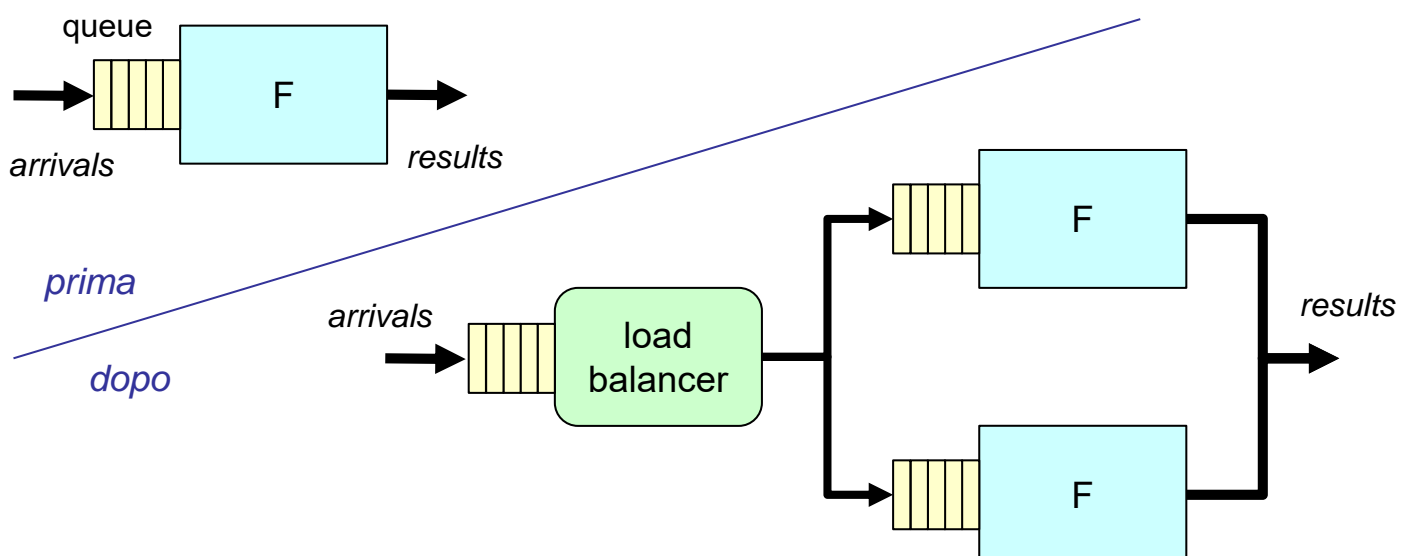 queue
F
arrivals
results
prima
dopo
arrivals
load
balancer
F
F
results